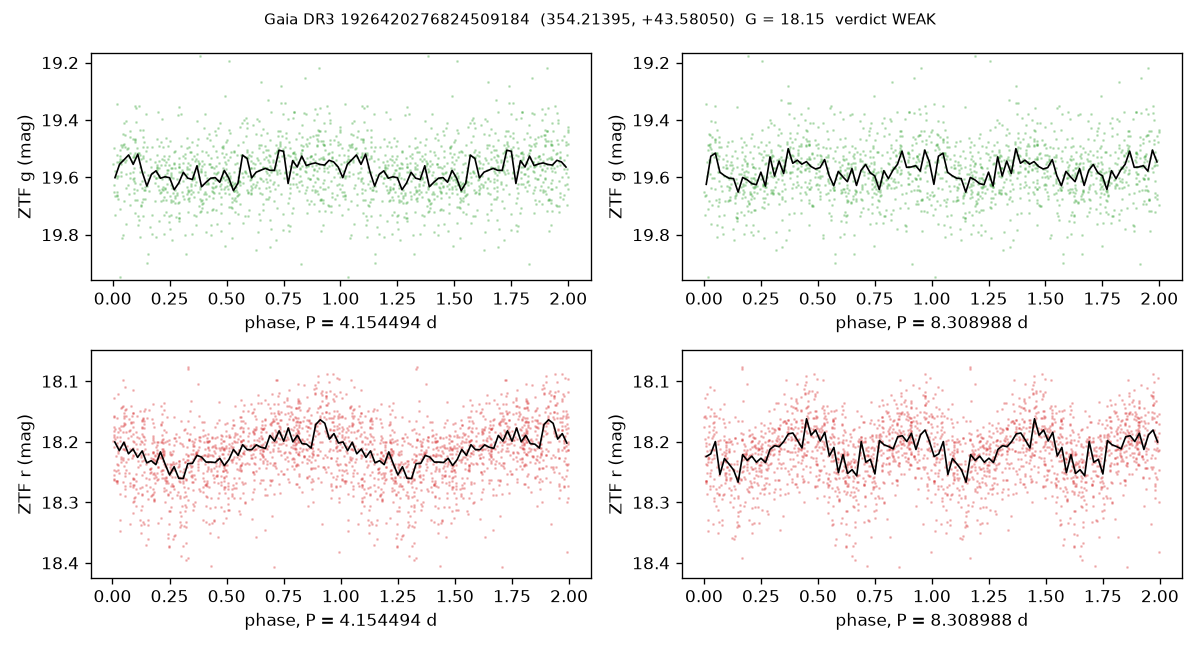 Gaia DR3 1926420276824509184 (354.21395, +43.58050) G = 18.15 verdict WEAK
ZTF g (mag)
19.2
19.4
19.6
19.8
0.00 0.25 0.50 0.75 1.00 1.25 1.50 1.75 2.00
phase, P = 4.154494 d
ZTF g (mag)
19.2
19.4
19.6
19.8
0.00 0.25 0.50 0.75 1.00 1.25 1.50 1.75 2.00
phase, P = 8.308988 d
ZTF r (mag)
18.1
18.2
18.3
18.4
0.00 0.25 0.50 0.75 1.00 1.25 1.50 1.75 2.00
phase, P = 4.154494 d
ZTF r (mag)
18.1
18.2
18.3
18.4
0.00 0.25 0.50 0.75 1.00 1.25 1.50 1.75 2.00
phase, P = 8.308988 d